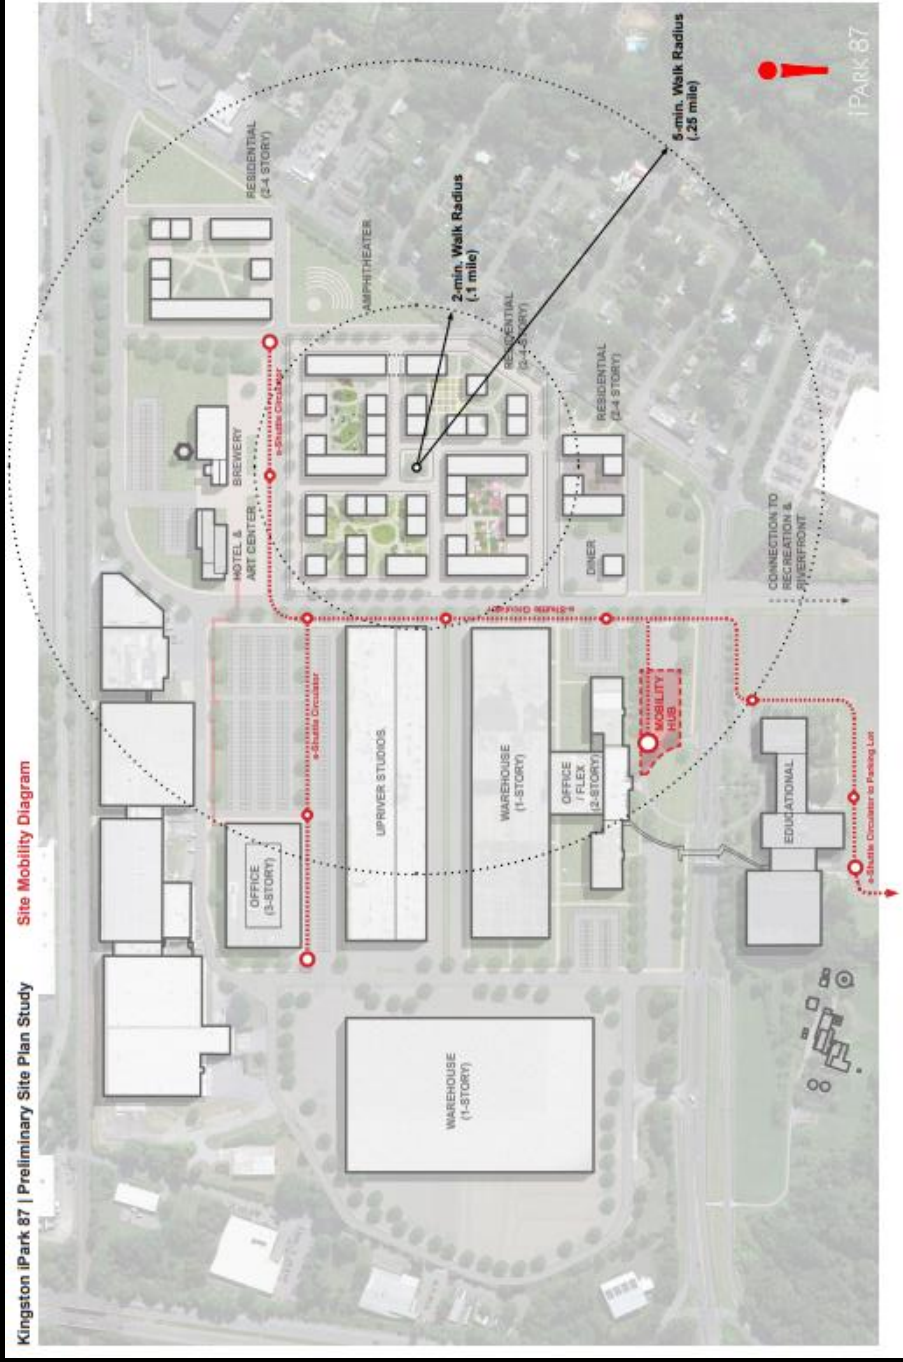 Kingston iPark 87 | Preliminary Site Plan Study
Site Mobility Diagram
iPARK 87
RESIDENTIAL
(2-4 STORY)
AMPHITHEATER
2-min. Walk Radius
(.1 mile)
5-min. Walk Radius
(.25 mile)
RESIDENTIAL
(2-4 STORY)
RESIDENTIAL
(2-4 STORY)
BREWERY
HOTEL &
ART CENTER
e-Shuttle Circulator
DINER
CONNECTION TO
RECREATION &
RIVERFRONT
e-Shuttle Circulator
e-Shuttle Circulator
OFFICE
(3-STORY)
UPRIVER STUDIOS
WAREHOUSE
(1-STORY)
OFFICE
/ FLEX
(2-STORY)
MOBILITY
HUB
EDUCATIONAL
e-Shuttle Circulator to Parking Lot
WAREHOUSE
(1-STORY)